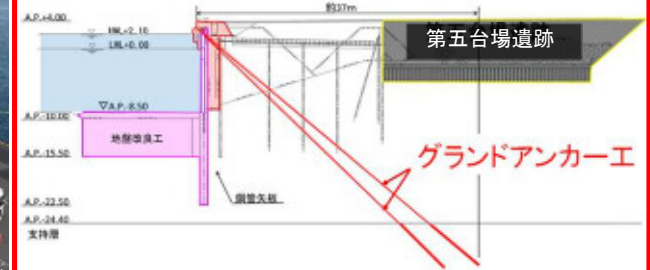 約37m
A.P.+4.00
HWL+2.10
LWL+0.00
第五台場遺跡
▽A.P.-8.50
A.P.-10.00
地盤改良工
A.P.-15.50
グランドアンカー工
鋼管矢板
A.P.-22.50
A.P.-24.40
支持層